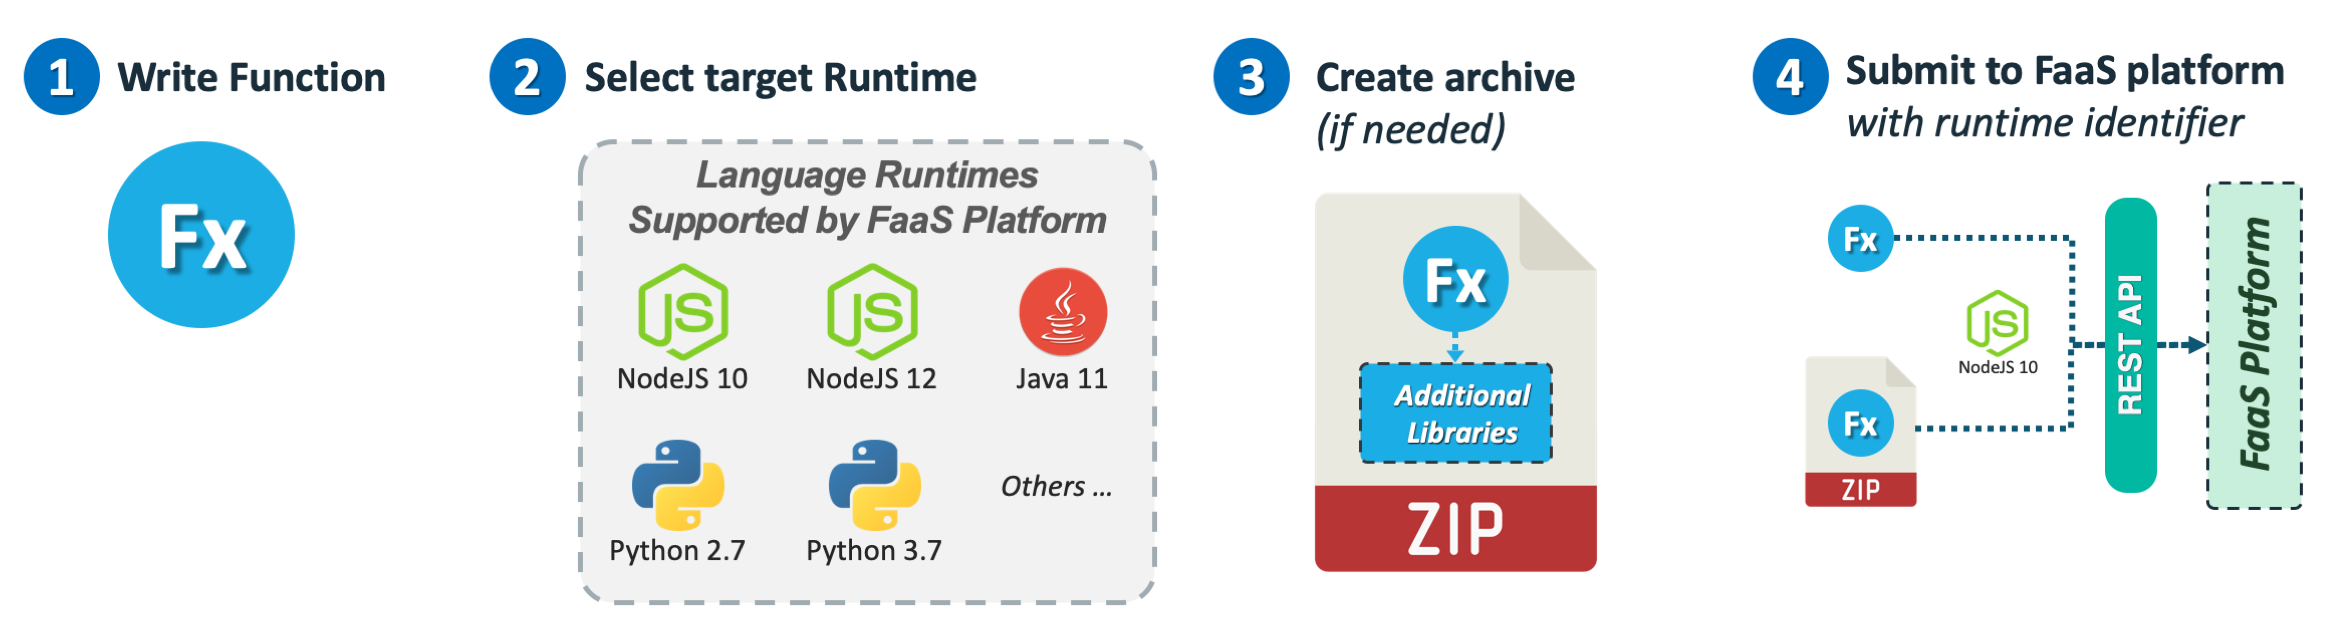 1 Write Function
Fx
2 Select target Runtime
Language Runtimes
Supported by FaaS Platform
JS
NodeJS 10
JS
NodeJS 12
Java 11
Python 2.7
Python 3.7
Others ...
3 Create archive
(if needed)
Fx
Additional
Libraries
ZIP
4 Submit to FaaS platform
with runtime identifier
Fx
JS
NodeJS 10
Fx
ZIP
REST API
FaaS Platform